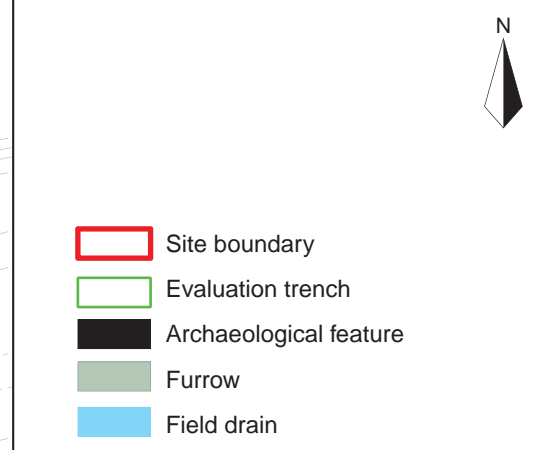 N
Site boundary
Evaluation trench
Archaeological feature
Furrow
Field drain